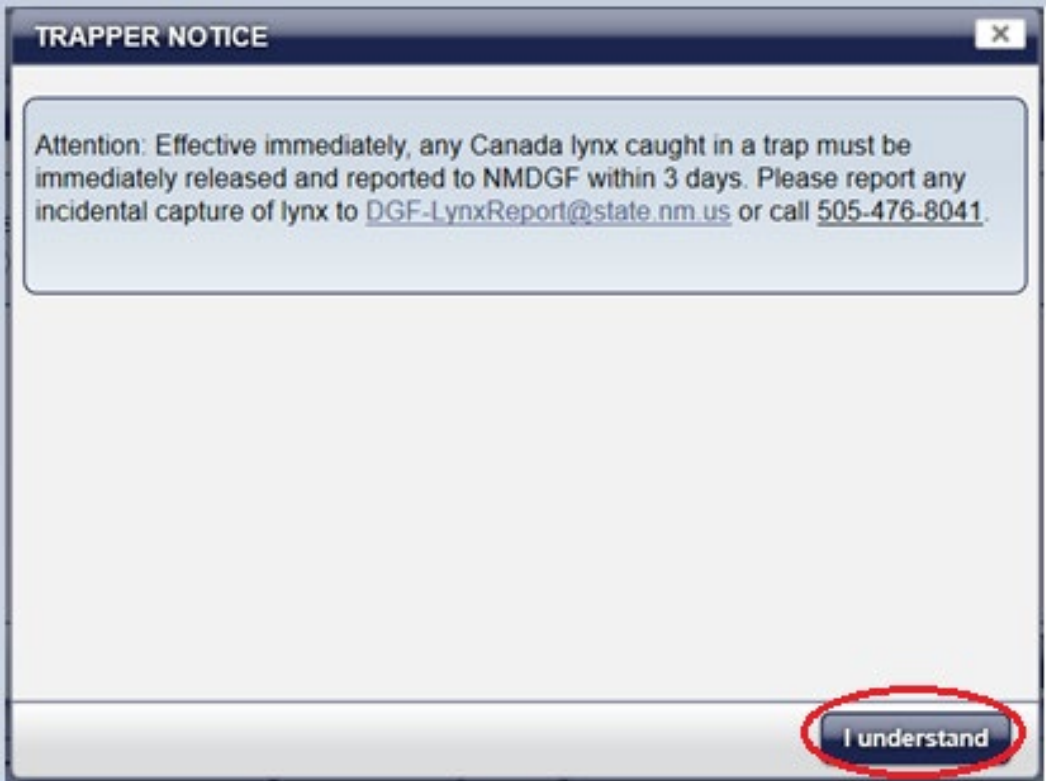 TRAPPER NOTICE
Attention: Effective immediately, any Canada lynx caught in a trap must be
immediately released and reported to NMDGF within 3 days. Please report any
incidental capture of lynx to DGF-LynxReport@state.nm.us or call 505-476-8041.
I understand